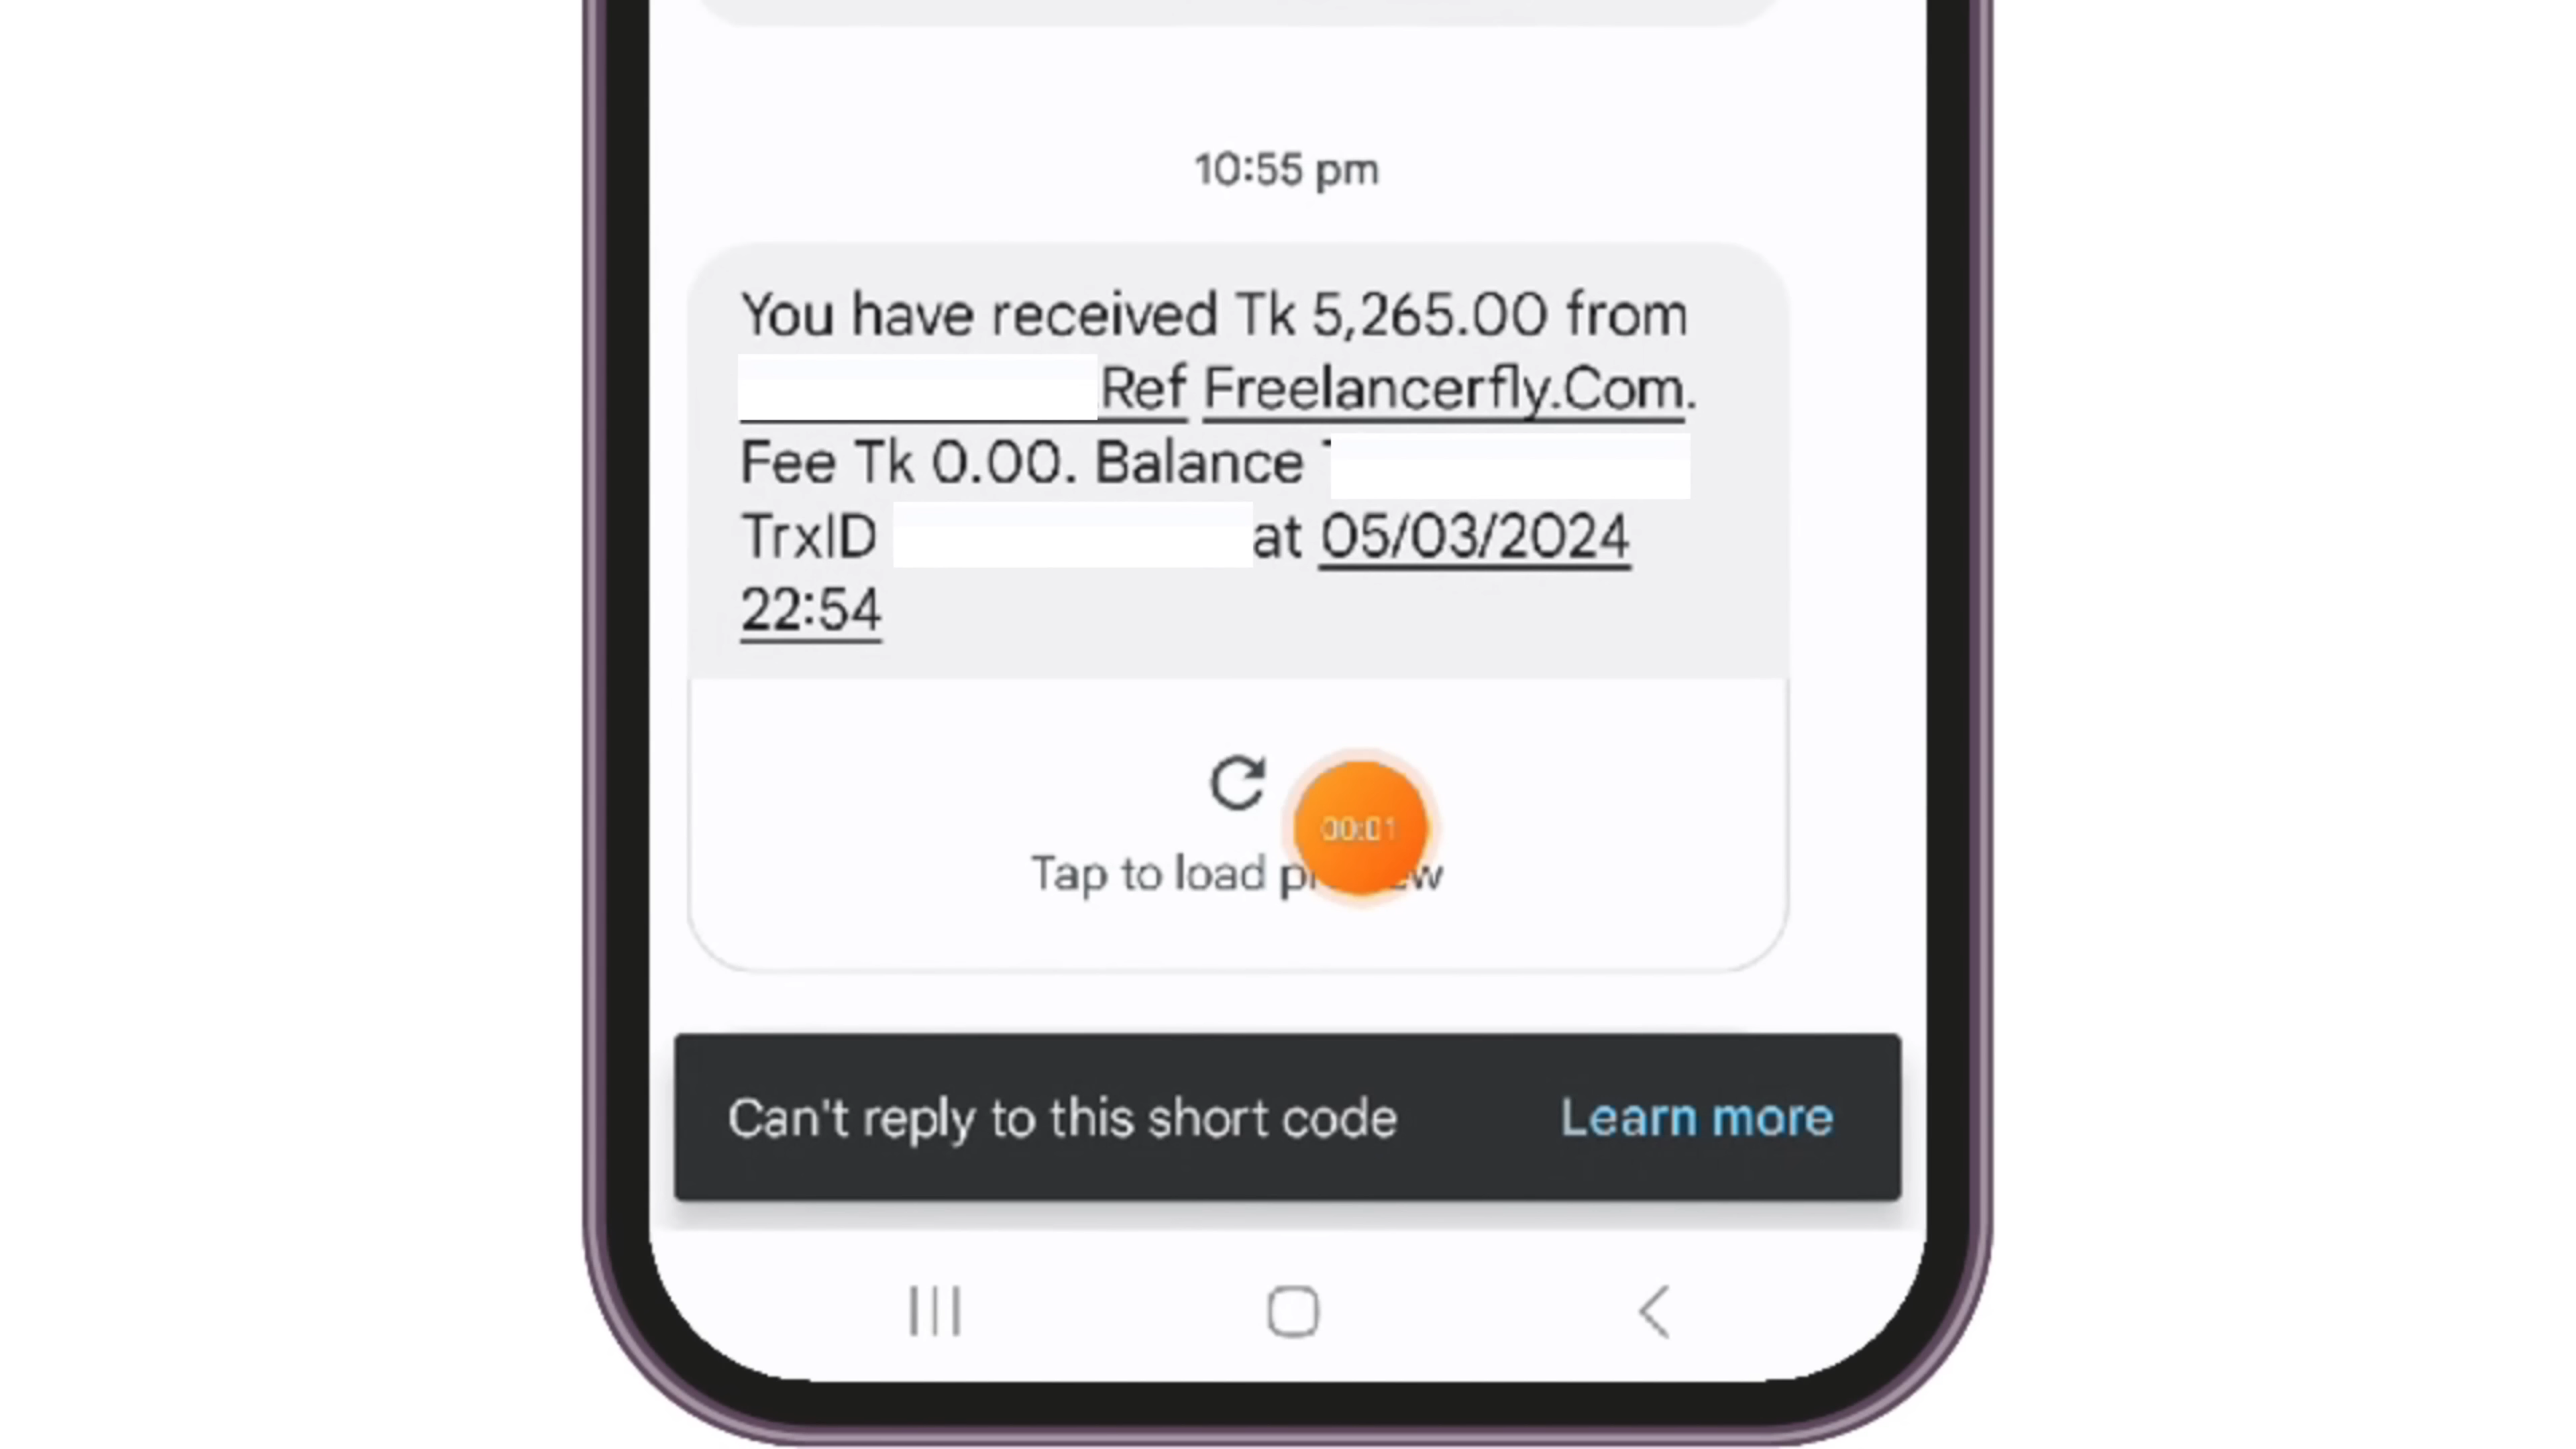 10:55 pm
You have received Tk 5,265.00 from
Ref Freelancerfly.Com.
Fee Tk 0.00. Balance
TrxID at 05/03/2024
22:54
00:01
Tap to load
Can't reply to this short code
Learn more